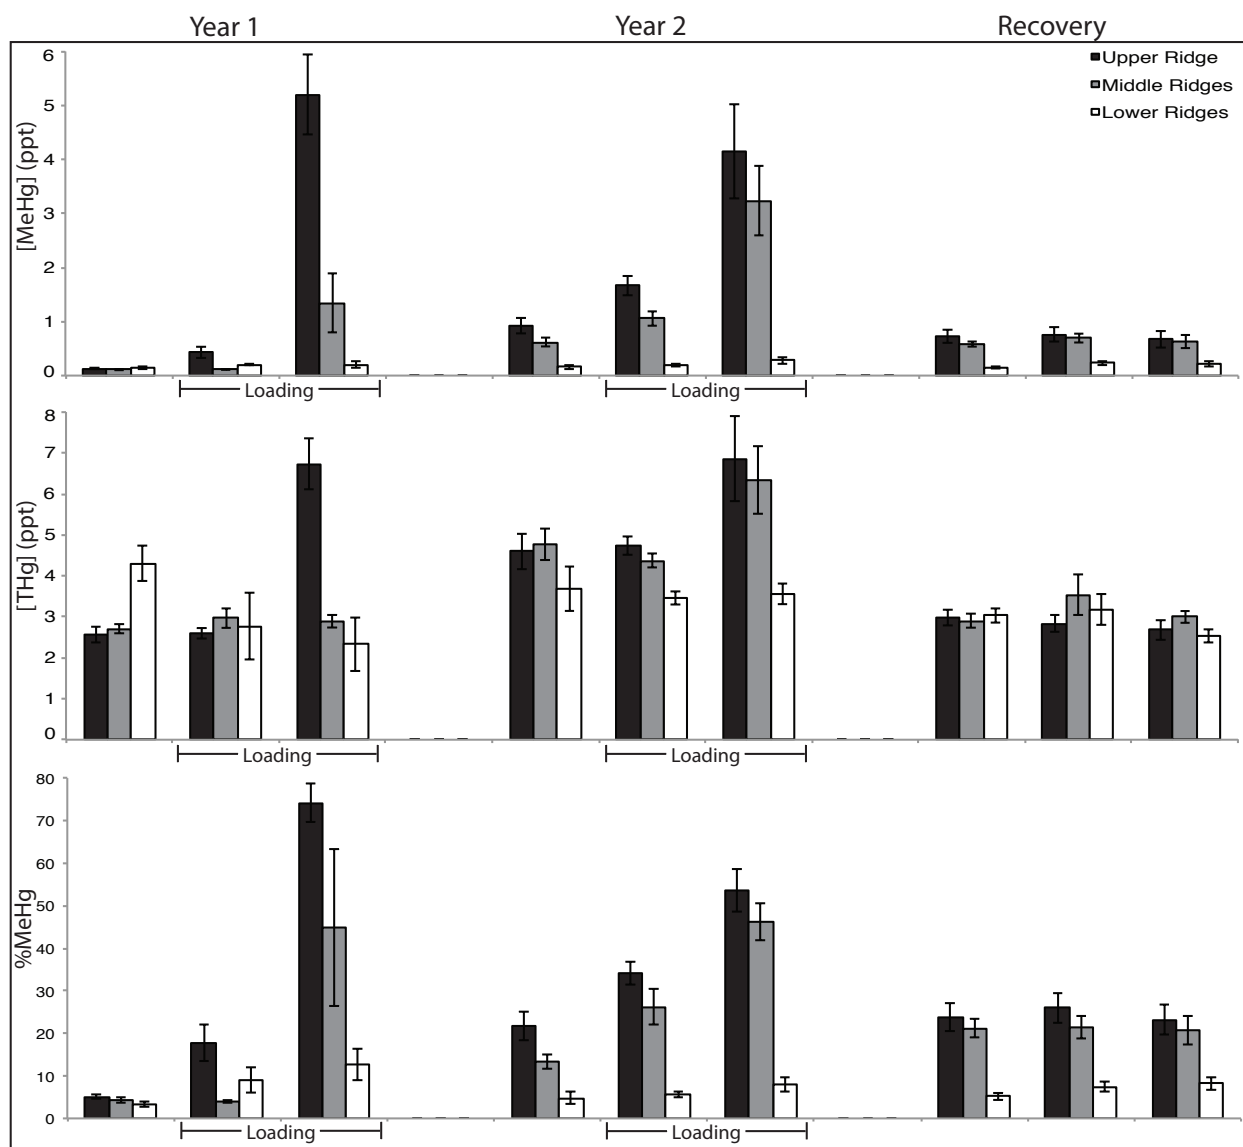 Year 1 Year 2 Recovery
Upper Ridge
Middle Ridges
Lower Ridges
[MeHg] (ppt)
6
5
4
3
2
1
0
Loading Loading
[THg] (ppt)
8
7
6
5
4
3
2
1
0
Loading Loading
%MeHg
80
70
60
50
40
30
20
10
0
Loading Loading